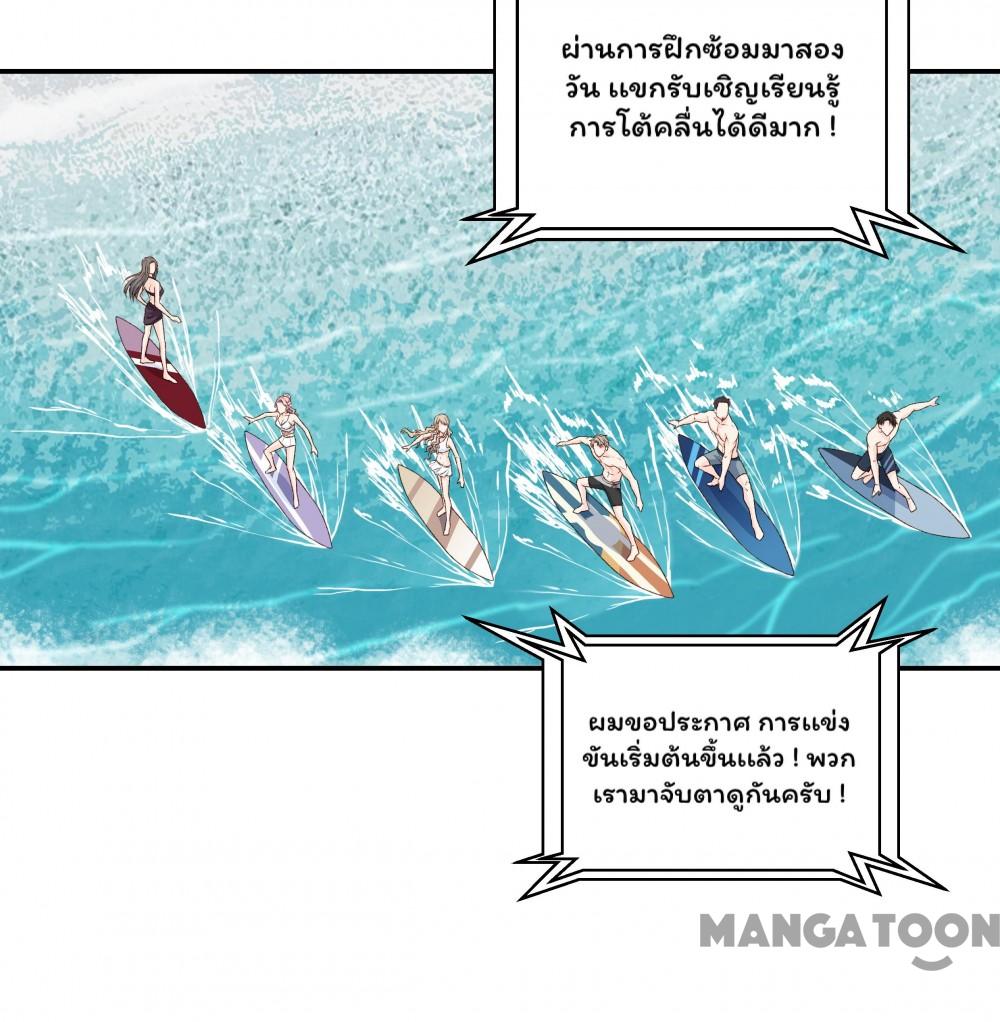 ผ่านการฝึกซ้อมมาสอง
วัน แขกรับเชิญเรียนรู้
การโต้คลื่นได้ดีมาก !
ผมขอประกาศ การแข่ง
ขันเริ่มต้นขึ้นแล้ว ! พวก
เรามาจับตาดูกันครับ !
MANGATOON